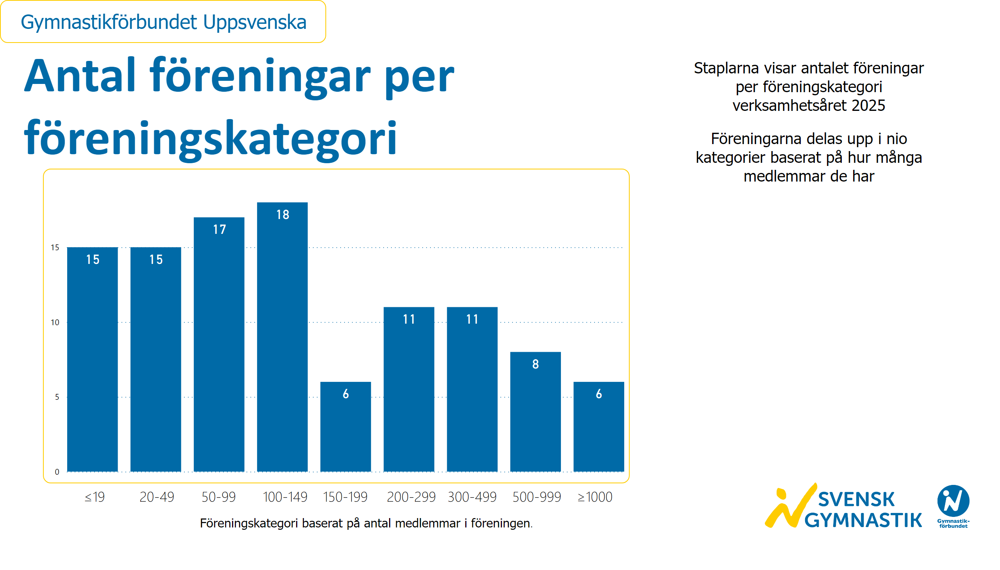 Gymnastikförbundet Uppsvenska
Antal föreningar per
föreningskategori
Staplarna visar antalet föreningar
per föreningskategori
verksamhetsåret 2025
Föreningarna delas upp i nio
kategorier baserat på hur många
medlemmar de har
15
10
5
0
15
15
17
18
6
11
11
8
6
≤19
20-49
50-99
100-149
150-199
200-299
300-499
500-999
≥1000
Föreningskategori baserat på antal medlemmar i föreningen.
SVENSK
GYMNASTIK
Gymnastik-
förbundet